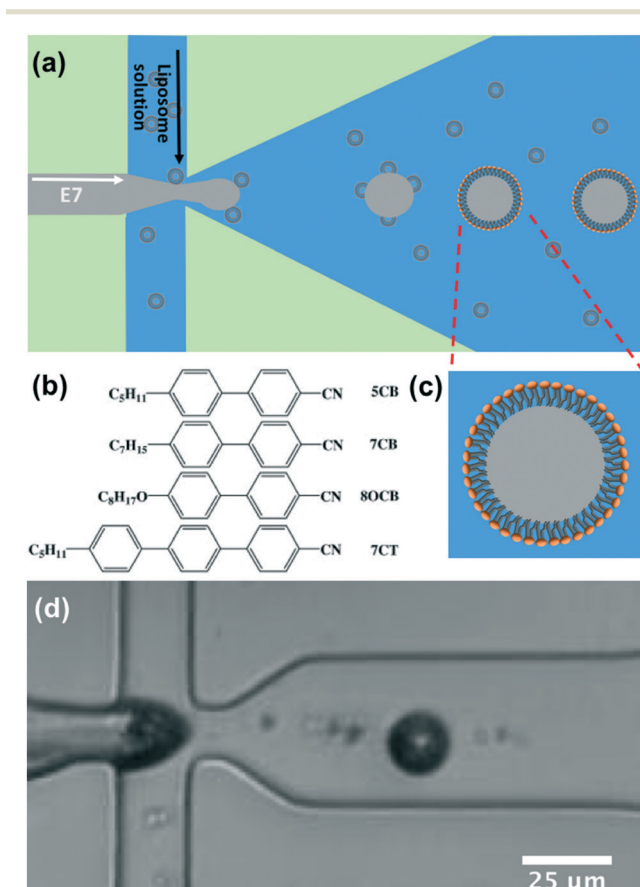 (a)
Liposome
solution
E7
(b)
C₅H₁₁
CN
5CB
C₇H₁₅
CN
7CB
C₈H₁₇O
CN
8OCB
C₅H₁₁
CN
7CT
(c)
(d)
25 µm